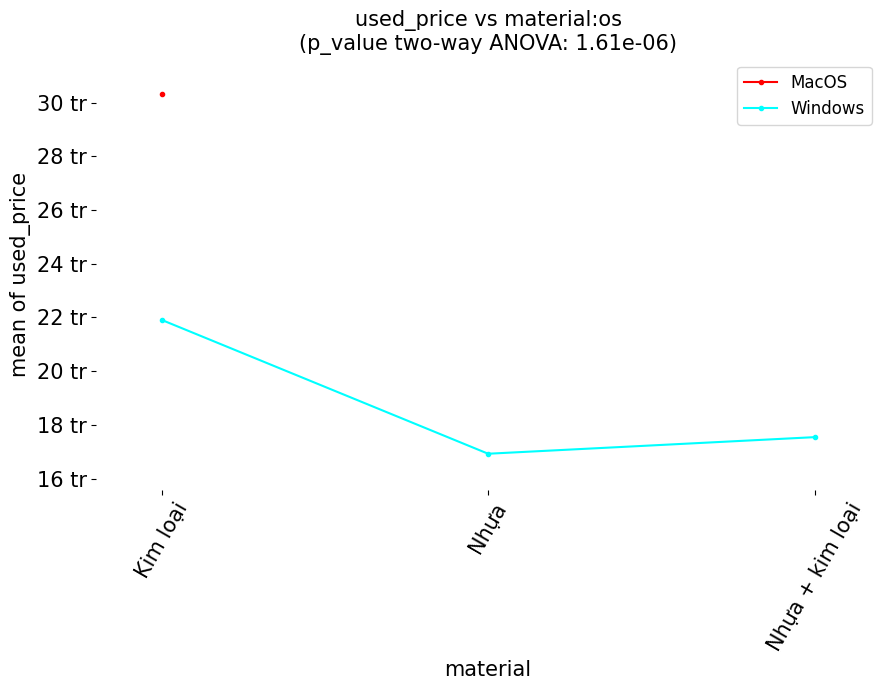 used_price vs material:os
(p_value two-way ANOVA: 1.61e-06)
MacOS
Windows
mean of used_price
30 tr
28 tr
26 tr
24 tr
22 tr
20 tr
18 tr
16 tr
Kim loại
Nhựa
Nhựa + kim loại
material